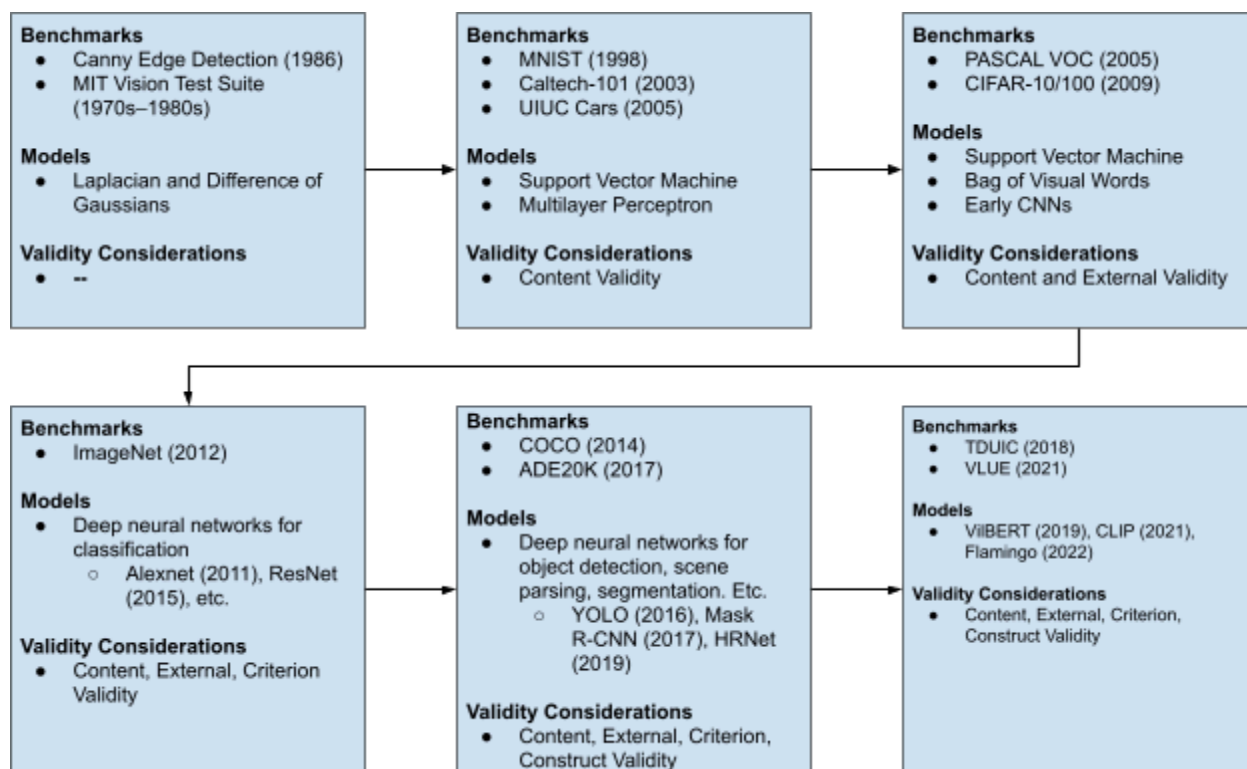 Benchmarks
● Canny Edge Detection (1986)
● MIT Vision Test Suite
(1970s–1980s)
Models
● Laplacian and Difference of
Gaussians
Validity Considerations
● --
Benchmarks
● MNIST (1998)
● Caltech-101 (2003)
● UIUC Cars (2005)
Models
● Support Vector Machine
● Multilayer Perceptron
Validity Considerations
● Content Validity
Benchmarks
● PASCAL VOC (2005)
● CIFAR-10/100 (2009)
Models
● Support Vector Machine
● Bag of Visual Words
● Early CNNs
Validity Considerations
● Content and External Validity
Benchmarks
● ImageNet (2012)
Models
● Deep neural networks for
classification
○ Alexnet (2011), ResNet
(2015), etc.
Validity Considerations
● Content, External, Criterion
Validity
Benchmarks
● COCO (2014)
● ADE20K (2017)
Models
● Deep neural networks for
object detection, scene
parsing, segmentation. Etc.
○ YOLO (2016), Mask
R-CNN (2017), HRNet
(2019)
Validity Considerations
● Content, External, Criterion,
Construct Validity
Benchmarks
● TDUIC (2018)
● VLUE (2021)
Models
● VilBERT (2019), CLIP (2021),
Flamingo (2022)
Validity Considerations
● Content, External, Criterion,
Construct Validity